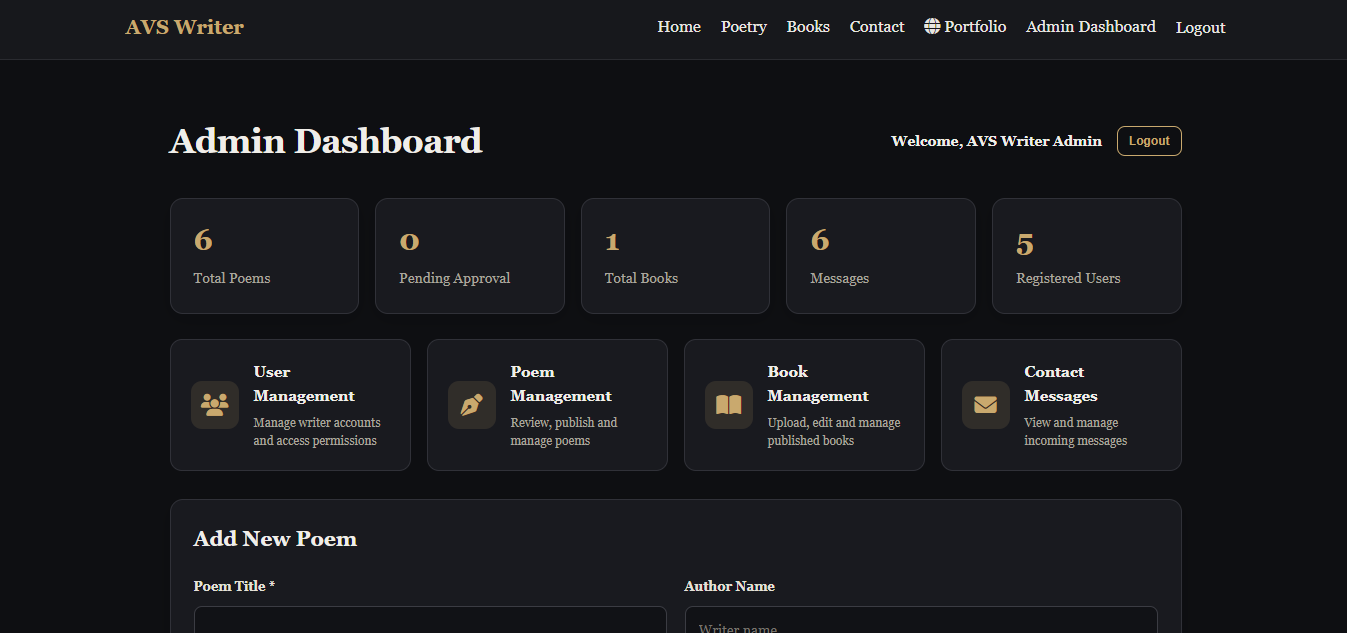 AVS Writer
Home Poetry Books Contact Portfolio Admin Dashboard Logout
Admin Dashboard
Welcome, AVS Writer Admin
Logout
6
Total Poems
0
Pending Approval
1
Total Books
6
Messages
5
Registered Users
User
Management
Manage writer accounts
and access permissions
Poem
Management
Review, publish and
manage poems
Book
Management
Upload, edit and manage
published books
Contact
Messages
View and manage
incoming messages
Add New Poem
Poem Title *
Author Name
Writer name